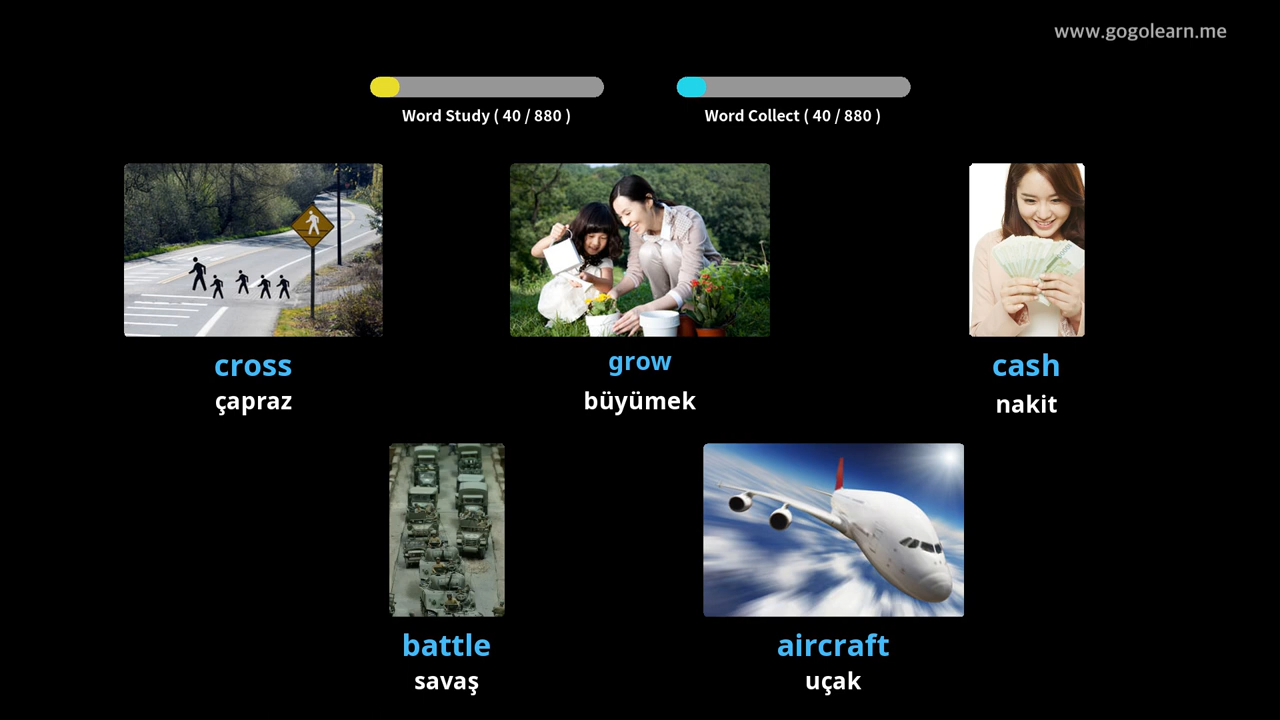 www.gogolearn.me
Word Study ( 40 / 880 )
Word Collect ( 40 / 880 )
cross
çapraz
grow
büyümek
cash
nakit
battle
savaş
aircraft
uçak